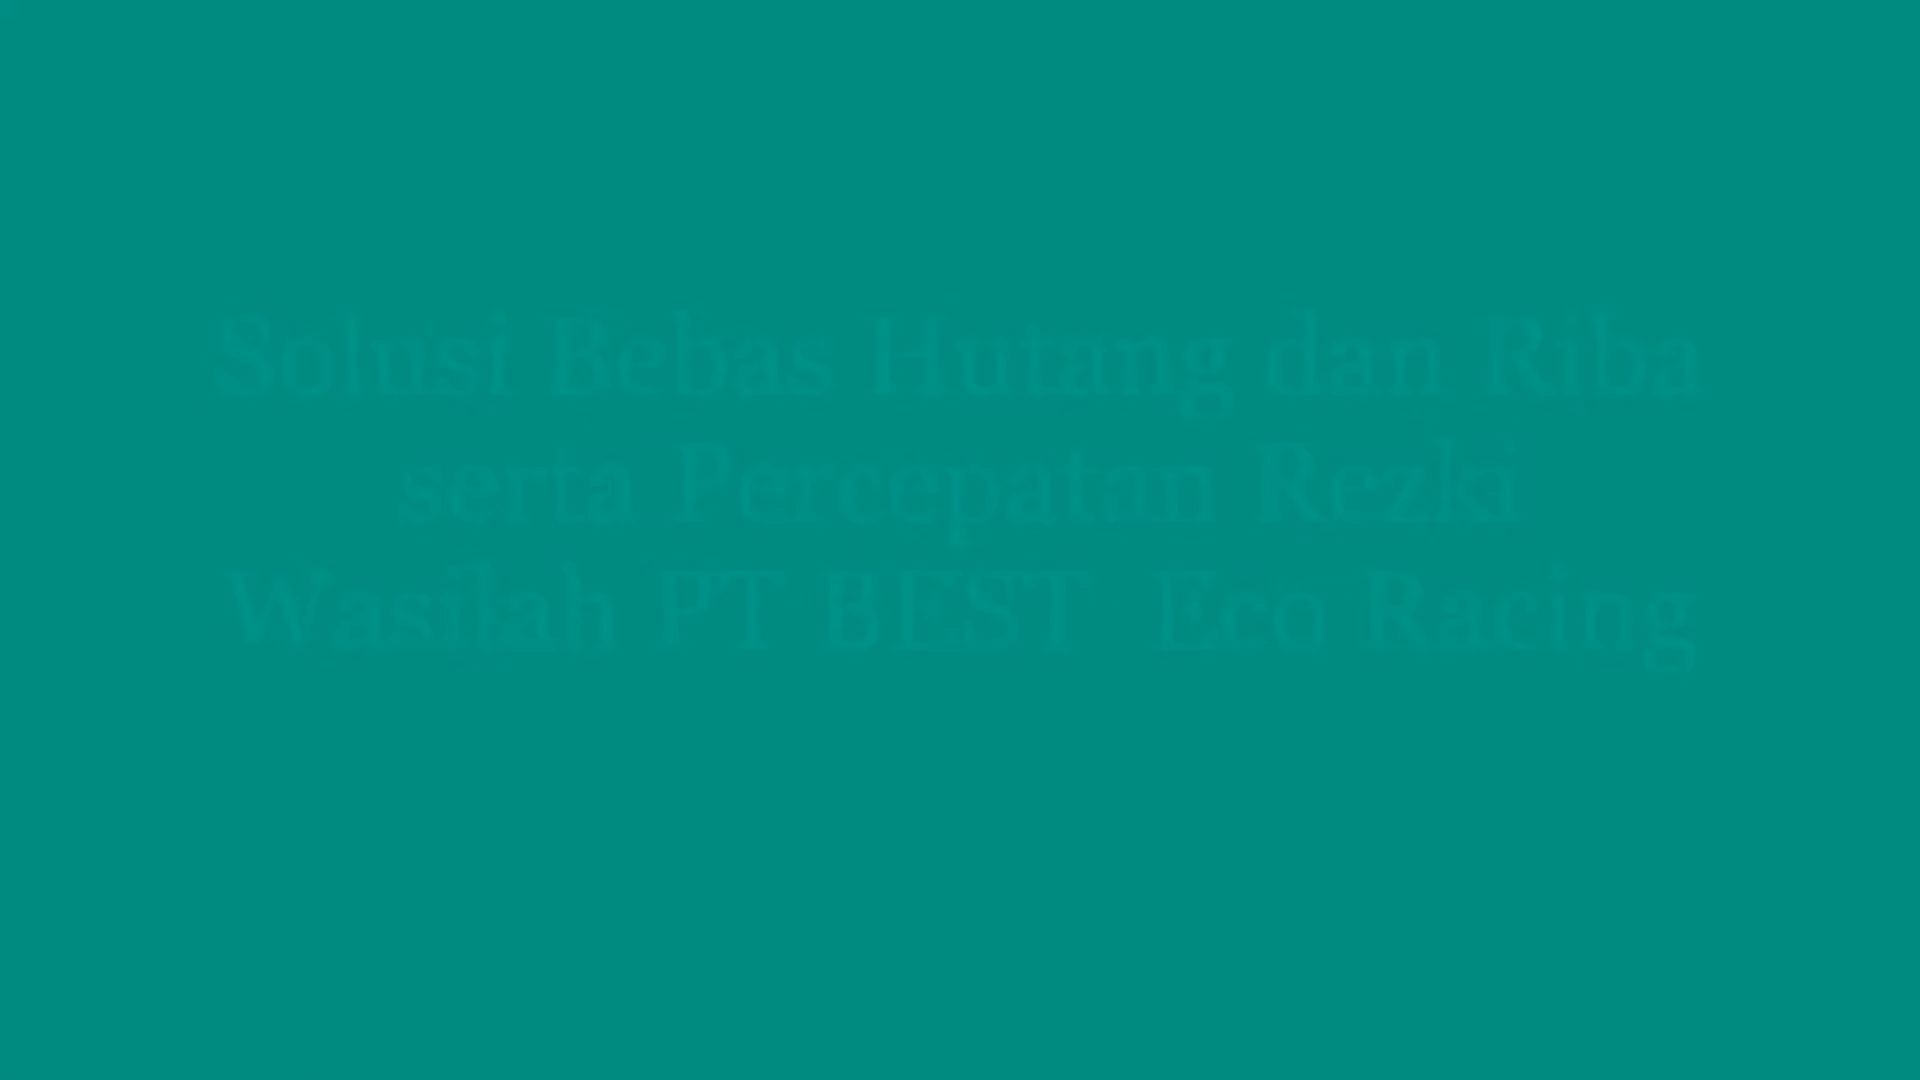 Solusi Bebas Hutang dan Riba
serta Percepatan Rezki
Wasilah PT BEST Eco Racing